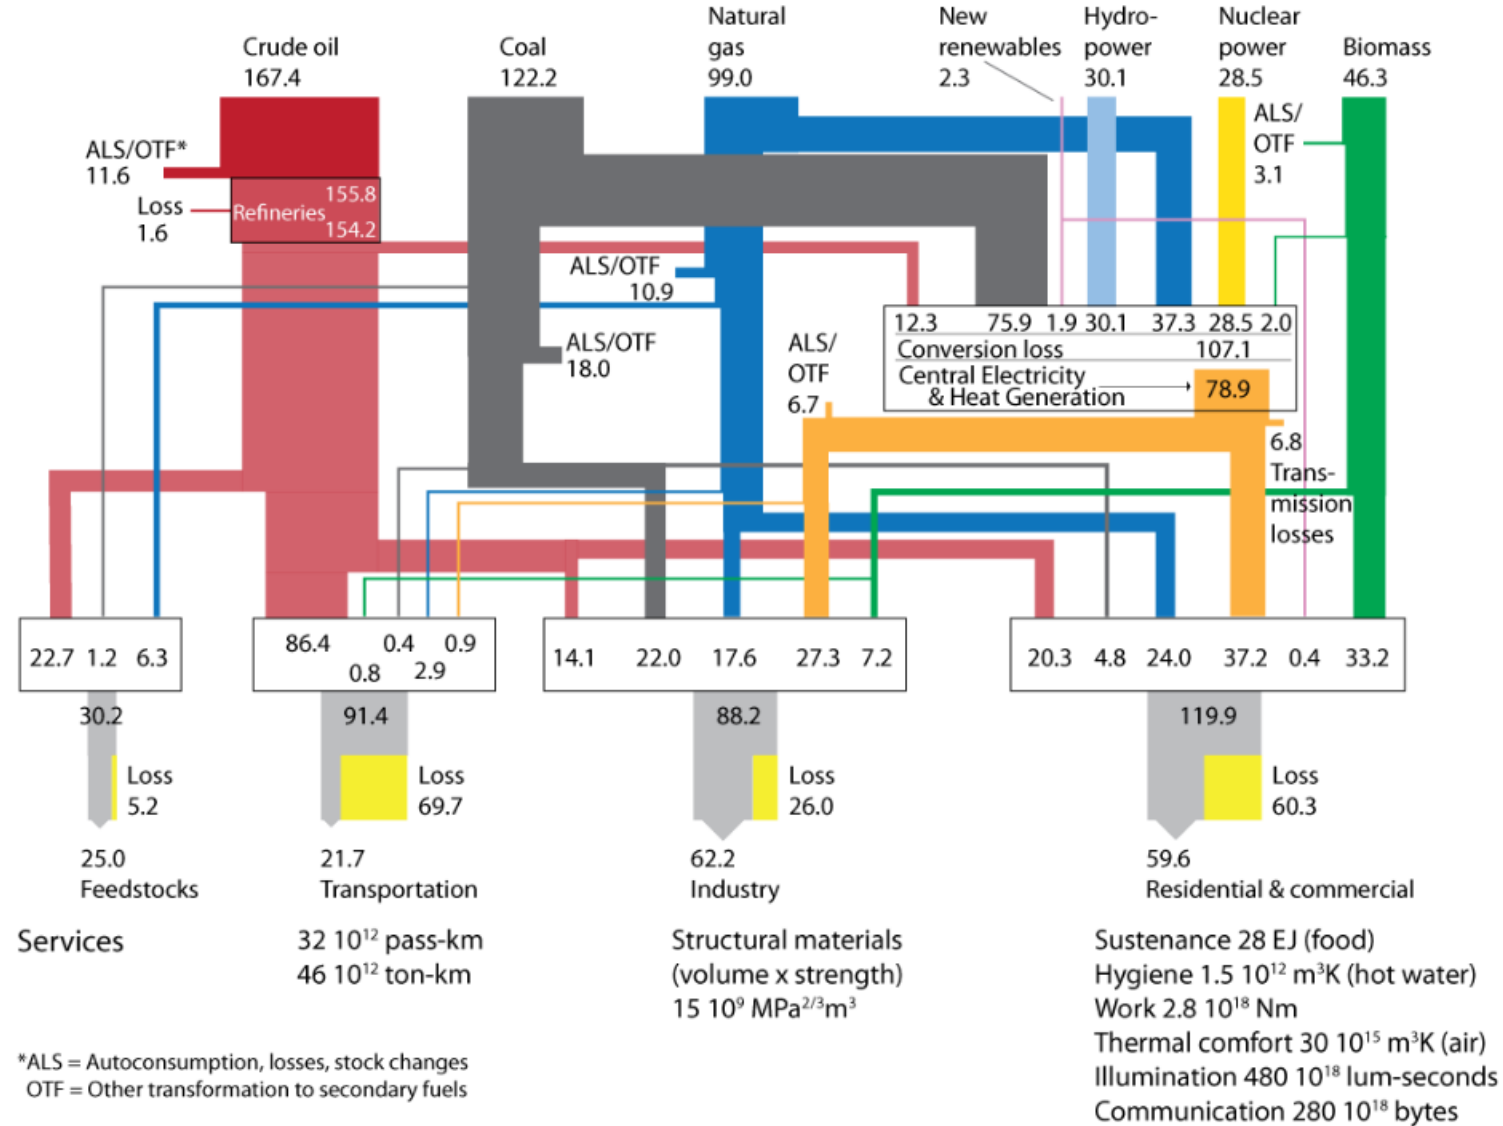 Crude oil
167.4
Coal
122.2
Natural
gas
99.0
New
renewables
2.3
Hydro-
power
30.1
Nuclear
power
28.5
Biomass
46.3
ALS/OTF*
11.6
Loss
1.6
155.8
Refineries
154.2
ALS/
OTF
3.1
ALS/OTF
10.9
ALS/OTF
18.0
ALS/
OTF
6.7
12.3 75.9 1.9 30.1 37.3 28.5 2.0
Conversion loss 107.1
Central Electricity
& Heat Generation
78.9
6.8
Trans-
mission
losses
22.7 1.2 6.3
86.4 0.8 0.4 2.9 0.9
14.1 22.0 17.6 27.3 7.2
20.3 4.8 24.0 37.2 0.4 33.2
30.2
91.4
88.2
119.9
Loss
5.2
Loss
69.7
Loss
26.0
Loss
60.3
25.0
Feedstocks
21.7
Transportation
62.2
Industry
59.6
Residential & commercial
Services
32 10¹² pass-km
46 10¹² ton-km
Structural materials
(volume x strength)
15 10⁹ MPa²ᐟ³m³
Sustenance 28 EJ (food)
Hygiene 1.5 10¹² m³K (hot water)
Work 2.8 10¹⁸ Nm
Thermal comfort 30 10¹⁵ m³K (air)
Illumination 480 10¹⁸ lum-seconds
Communication 280 10¹⁸ bytes
*ALS = Autoconsumption, losses, stock changes
OTF = Other transformation to secondary fuels